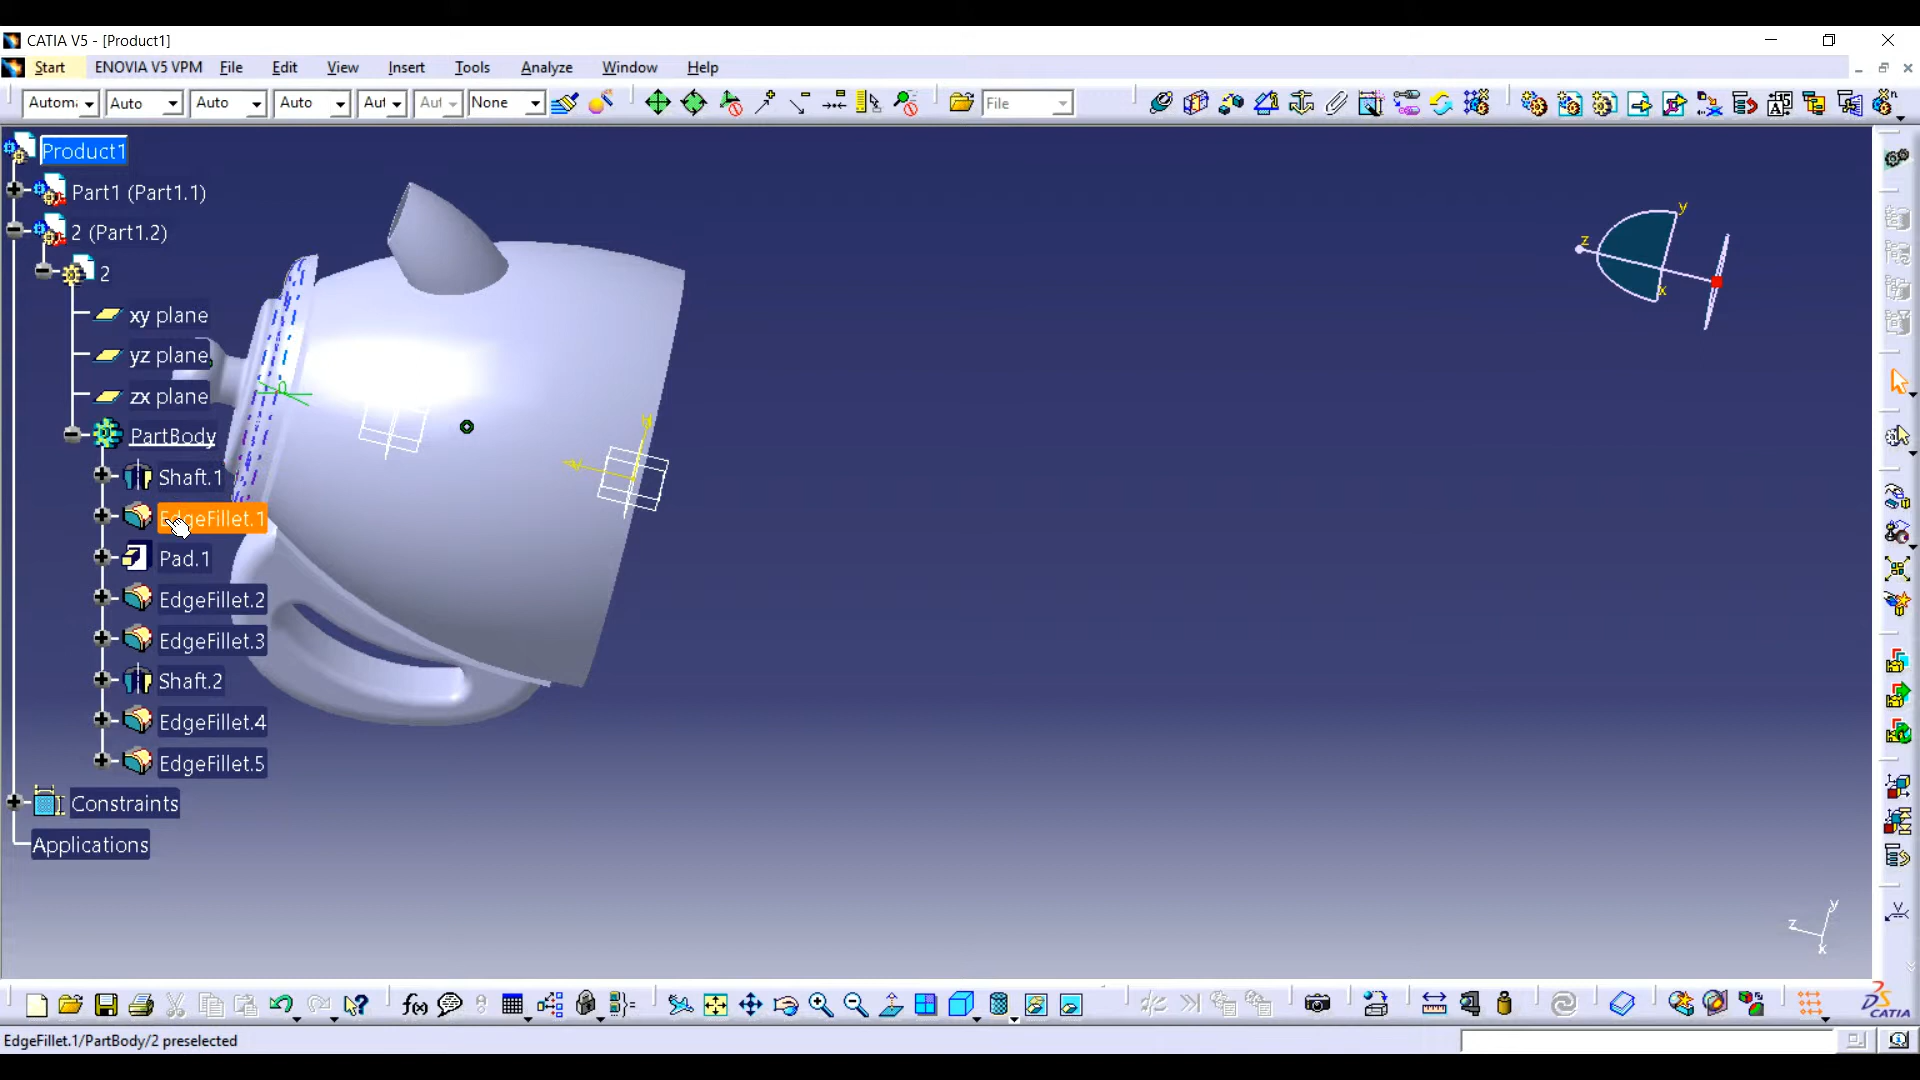 CATIA V5 - [Product1]
Start ENOVIA V5 VPM File Edit View Insert Tools Analyze Window Help
Automa Auto Auto Auto Aut Aut None File
Product1
Part1 (Part1.1)
2 (Part1.2)
2
xy plane
yz plane
zx plane
PartBody
Shaft.1
EdgeFillet.1
Pad.1
EdgeFillet.2
EdgeFillet.3
Shaft.2
EdgeFillet.4
EdgeFillet.5
Constraints
Applications
y
z
x
H
V
y
z
x
f(x)
CATIA
EdgeFillet.1/PartBody/2 preselected